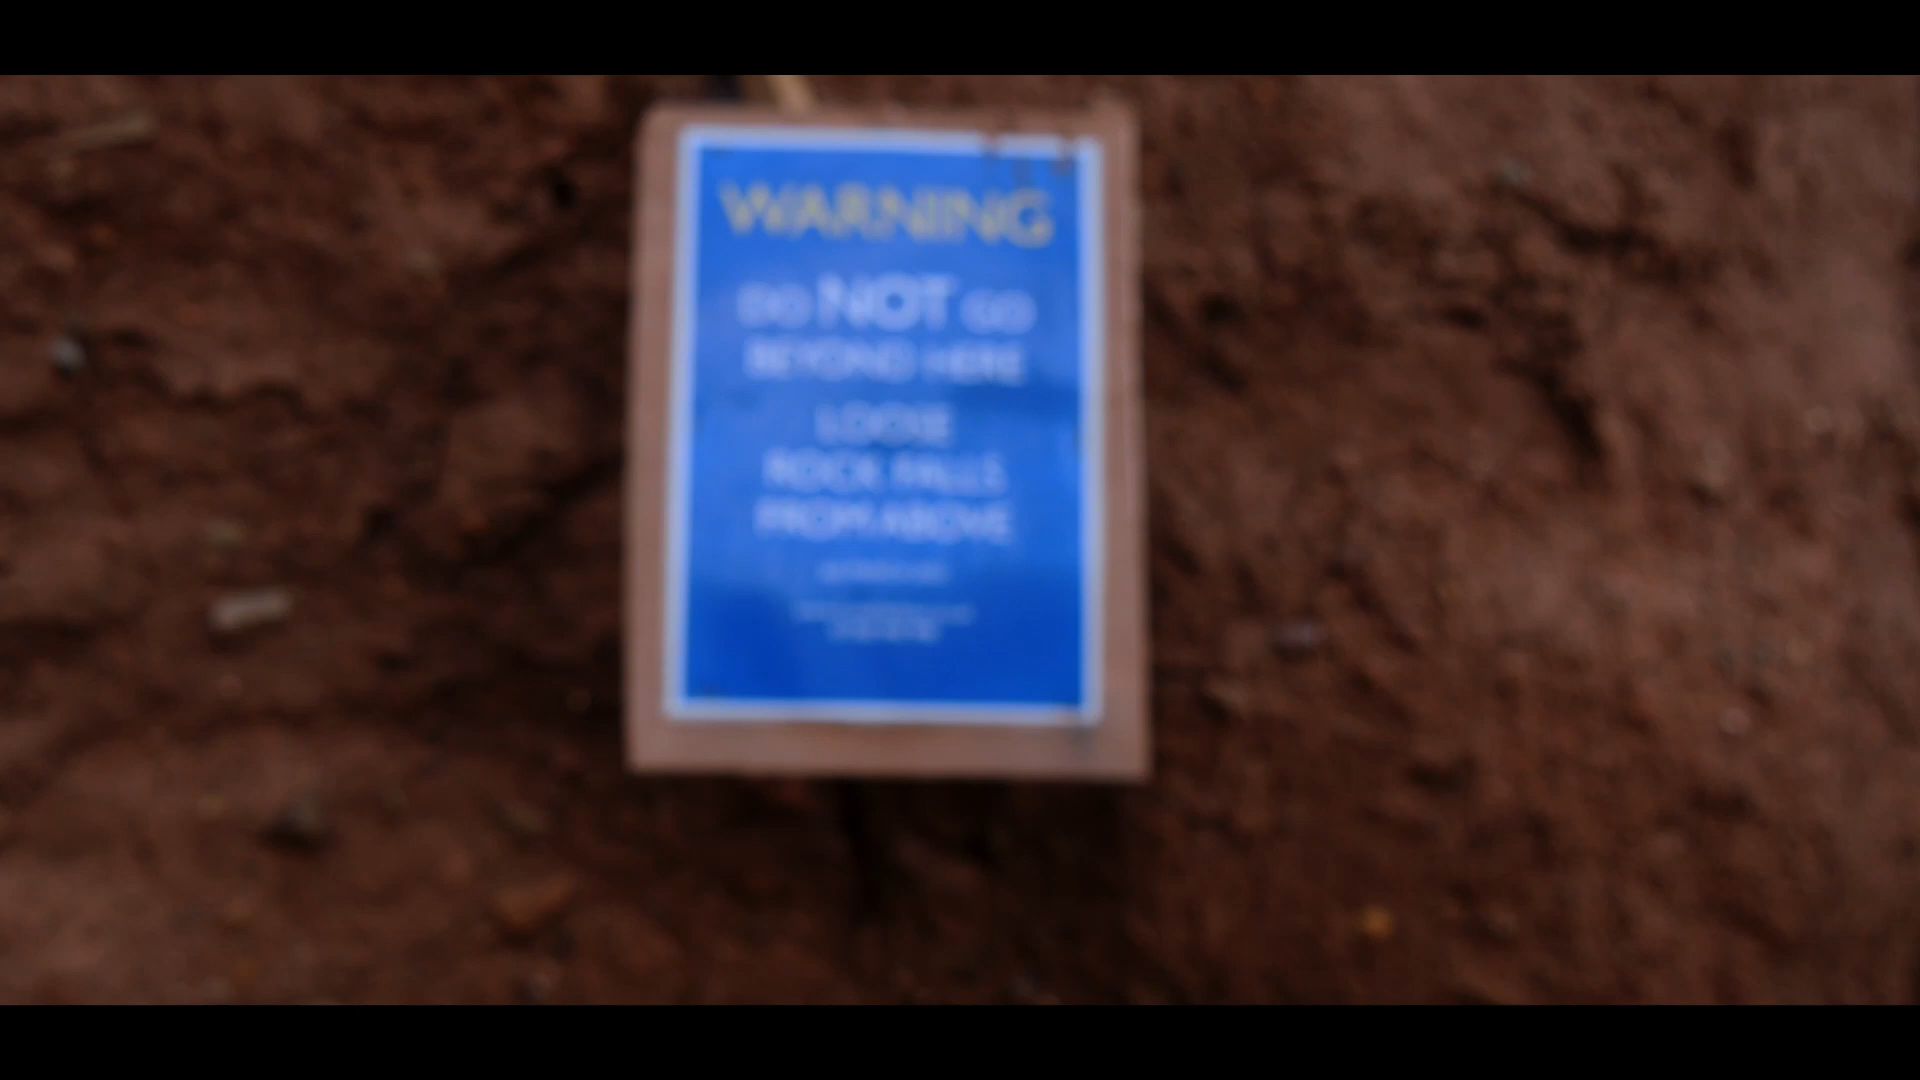 WARNING
DO NOT GO
BEYOND HERE
LOOSE
ROCK FALLS
FROM ABOVE